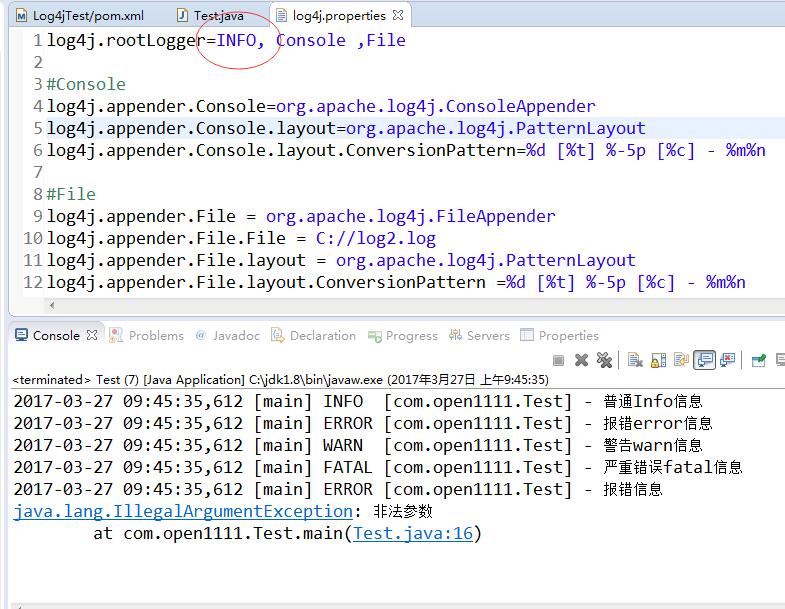 Log4jTest/pom.xml Test.java log4j.properties
1 log4j.rootLogger=INFO, Console ,File
2
3 #Console
4 log4j.appender.Console=org.apache.log4j.ConsoleAppender
5 log4j.appender.Console.layout=org.apache.log4j.PatternLayout
6 log4j.appender.Console.layout.ConversionPattern=%d [%t] %-5p [%c] - %m%n
7
8 #File
9 log4j.appender.File = org.apache.log4j.FileAppender
10 log4j.appender.File.File = C://log2.log
11 log4j.appender.File.layout = org.apache.log4j.PatternLayout
12 log4j.appender.File.layout.ConversionPattern =%d [%t] %-5p [%c] - %m%n
Console Problems @ Javadoc Declaration Progress Servers Properties
<terminated> Test (7) [Java Application] C:\jdk1.8\bin\javaw.exe (2017年3月27日 上午9:45:35)
2017-03-27 09:45:35,612 [main] INFO  [com.open1111.Test] - 普通Info信息
2017-03-27 09:45:35,612 [main] ERROR [com.open1111.Test] - 报错error信息
2017-03-27 09:45:35,612 [main] WARN  [com.open1111.Test] - 警告warn信息
2017-03-27 09:45:35,612 [main] FATAL [com.open1111.Test] - 严重错误fatal信息
2017-03-27 09:45:35,612 [main] ERROR [com.open1111.Test] - 报错信息
java.lang.IllegalArgumentException: 非法参数
at com.open1111.Test.main(Test.java:16)